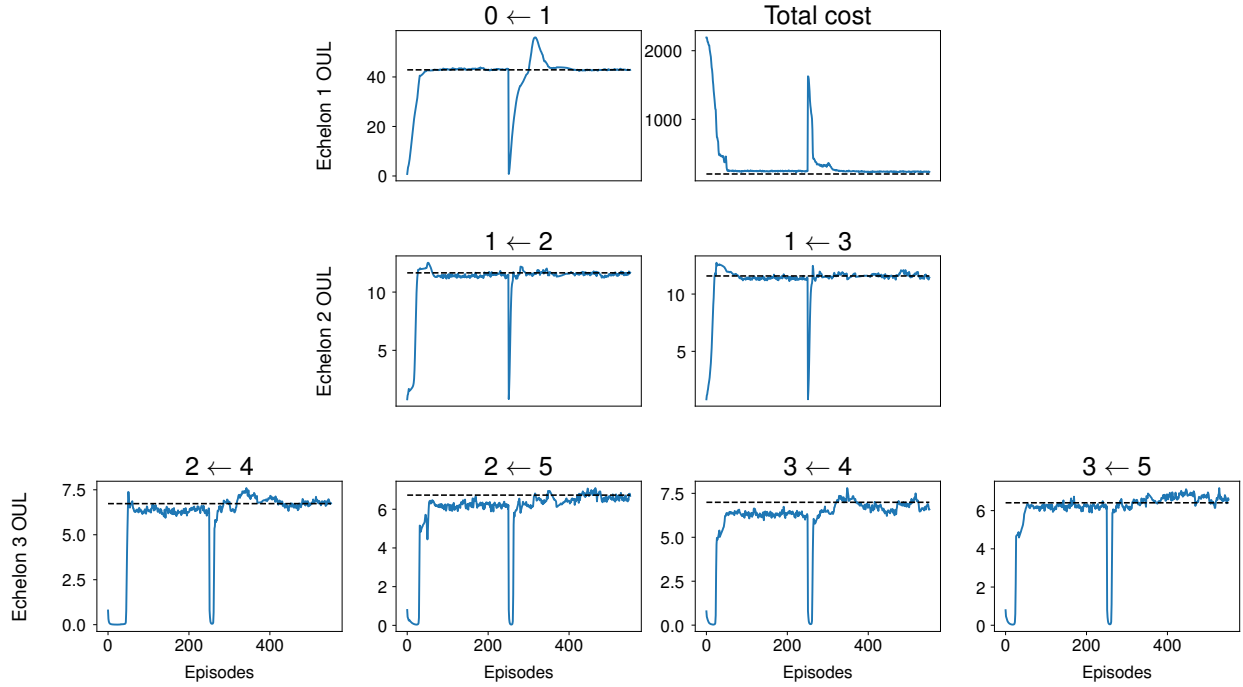 0 ← 1
Total cost
Echelon 1 OUL
40
20
0
2000
1000
1 ← 2
1 ← 3
Echelon 2 OUL
10
5
10
5
2 ← 4
2 ← 5
3 ← 4
3 ← 5
Echelon 3 OUL
7.5
5.0
2.5
0.0
6
4
2
0
7.5
5.0
2.5
0.0
6
4
2
0
0 200 400
0 200 400
0 200 400
0 200 400
Episodes
Episodes
Episodes
Episodes